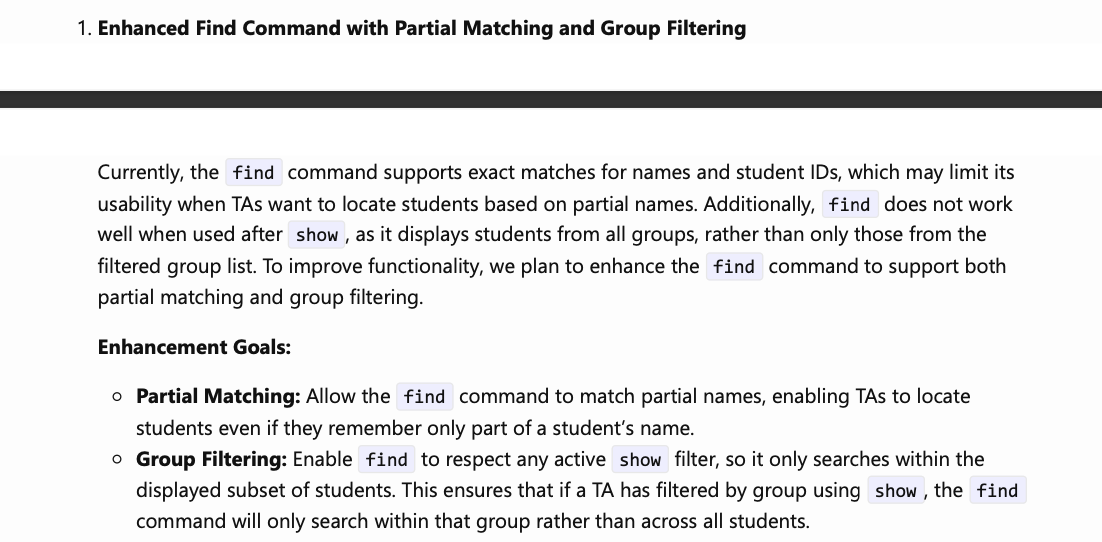 1. Enhanced Find Command with Partial Matching and Group Filtering
Currently, the find command supports exact matches for names and student IDs, which may limit its
usability when TAs want to locate students based on partial names. Additionally, find does not work
well when used after show, as it displays students from all groups, rather than only those from the
filtered group list. To improve functionality, we plan to enhance the find command to support both
partial matching and group filtering.
Enhancement Goals:
○ Partial Matching: Allow the find command to match partial names, enabling TAs to locate
students even if they remember only part of a student’s name.
○ Group Filtering: Enable find to respect any active show filter, so it only searches within the
displayed subset of students. This ensures that if a TA has filtered by group using show, the find
command will only search within that group rather than across all students.